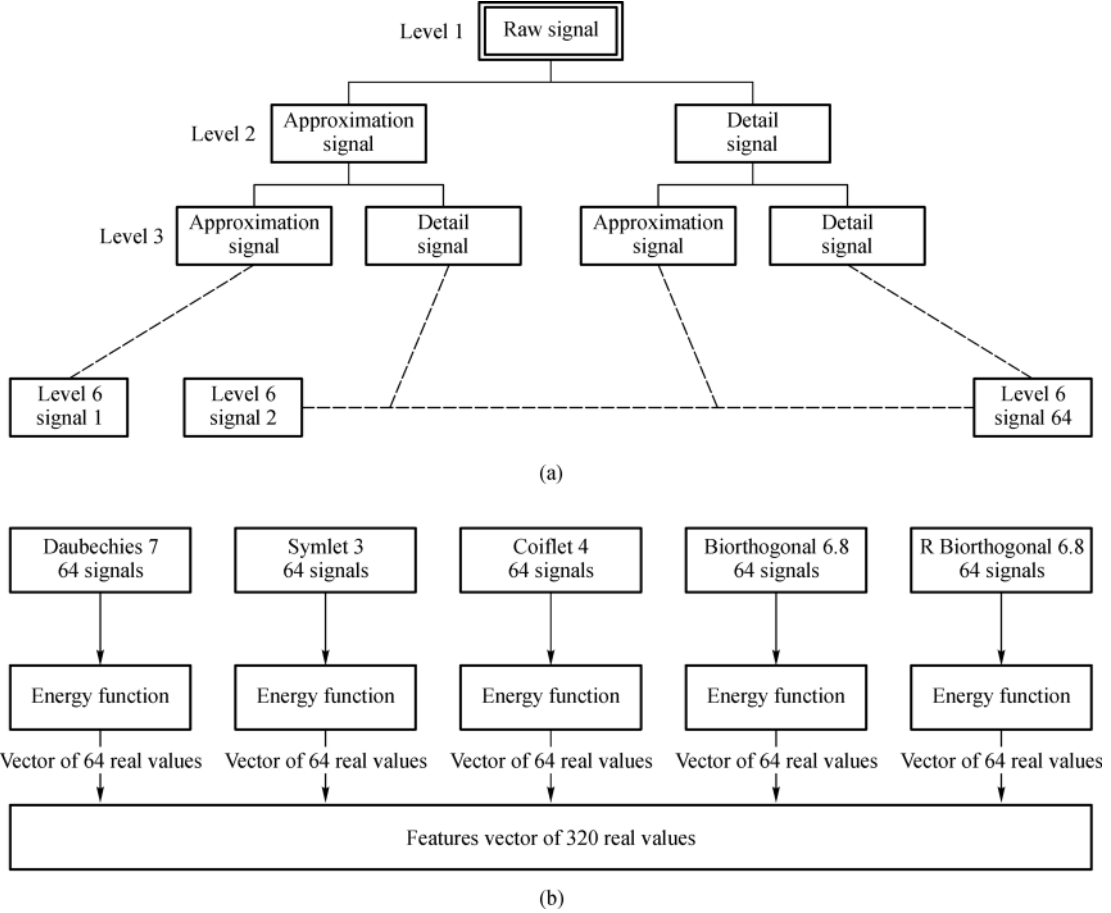 Level 1
Raw signal
Level 2
Approximation
signal
Detail
signal
Level 3
Approximation
signal
Detail
signal
Approximation
signal
Detail
signal
Level 6
signal 1
Level 6
signal 2
Level 6
signal 64
(a)
Daubechies 7
64 signals
Symlet 3
64 signals
Coiflet 4
64 signals
Biorthogonal 6.8
64 signals
R Biorthogonal 6.8
64 signals
Energy function
Energy function
Energy function
Energy function
Energy function
Vector of 64 real values
Vector of 64 real values
Vector of 64 real values
Vector of 64 real values
Vector of 64 real values
Features vector of 320 real values
(b)